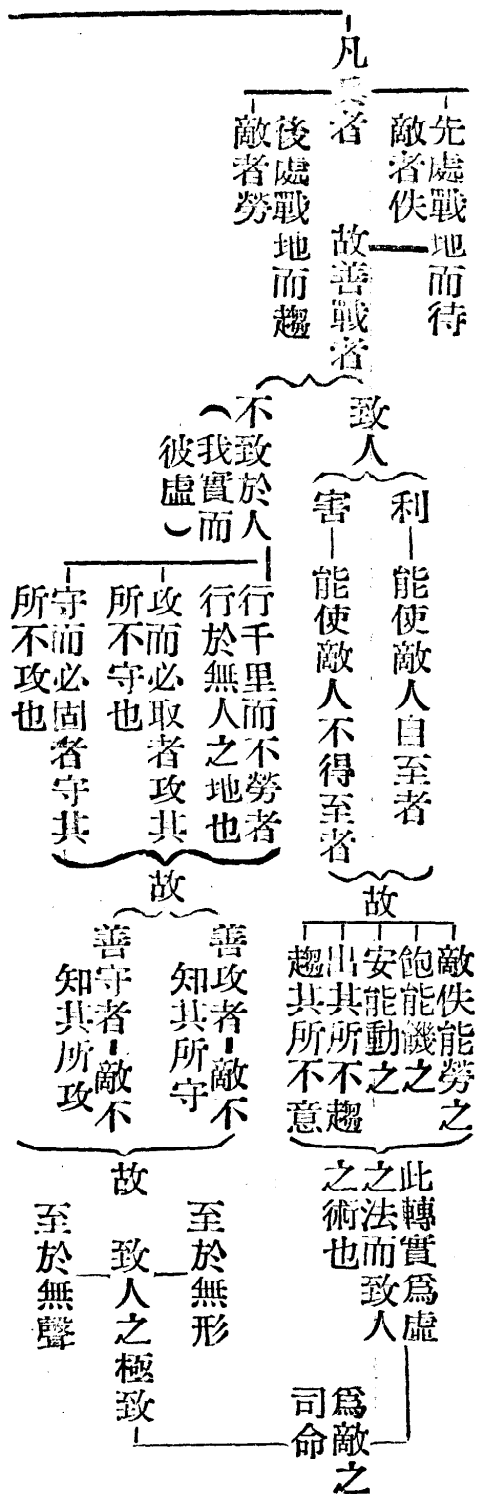 凡兵者
先處戰地而待
敵者佚
後處戰地而趨
敵者勞
故善戰者
致人
利
能使敵人自至者
害
能使敵人不得至者
故
敵佚能勞之
飽能饑之
安能動之
出其所不趨
趨其所不意
此轉實爲虛
之法而致人
之術也
不致於人
(我實而
彼虛)
行千里而不勞者
行於無人之地也
攻而必取者攻其
所不守也
守而必固者守其
所不攻也
故
善攻者
敵不
知其所守
善守者
敵不
知其所攻
故
至於無形
致人之極致
至於無聲
爲敵之
司命